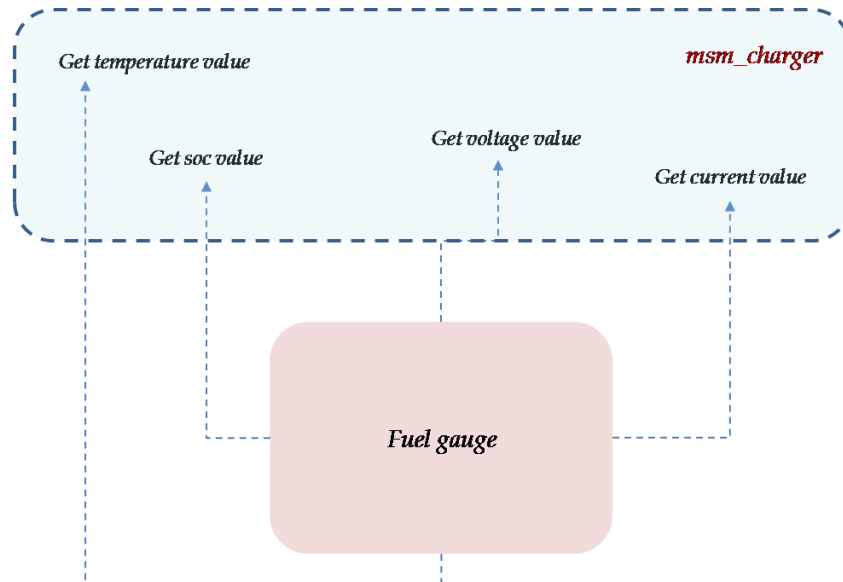 Get temperature value
msm_charger
Get soc value
Get voltage value
Get current value
Fuel gauge